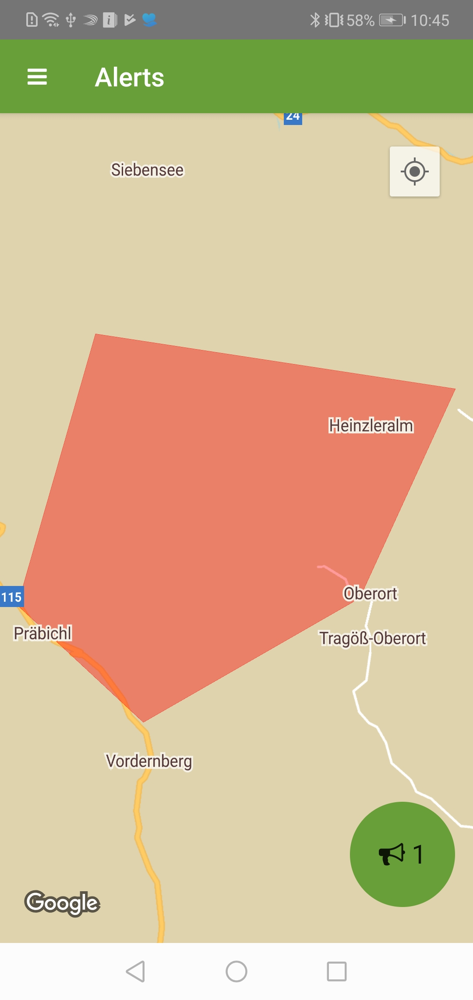 58% 10:45
Alerts
24
Siebensee
Heinzleralm
Oberort
115
Präbichl
Tragöß-Oberort
Vordernberg
1
Google